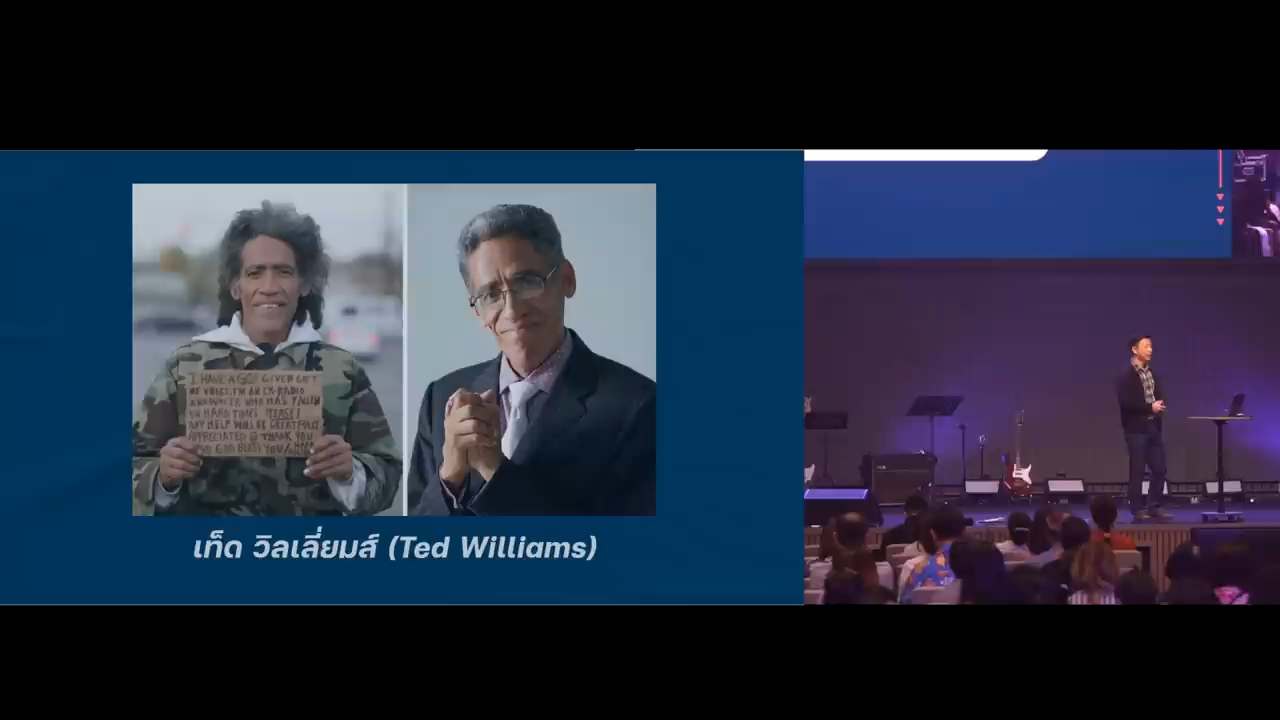 I HAVE A GOD GIVEN GIFT
OF VOICE. I'M AN EX-RADIO
ANNOUNCER WHO HAS FALLEN
ON HARD TIMES. PLEASE!
ANY HELP WILL BE GREATFULLY
APPRECIATED. THANK YOU
AND GOD BLESS YOU.
เท็ด วิลเลี่ยมส์ (Ted Williams)